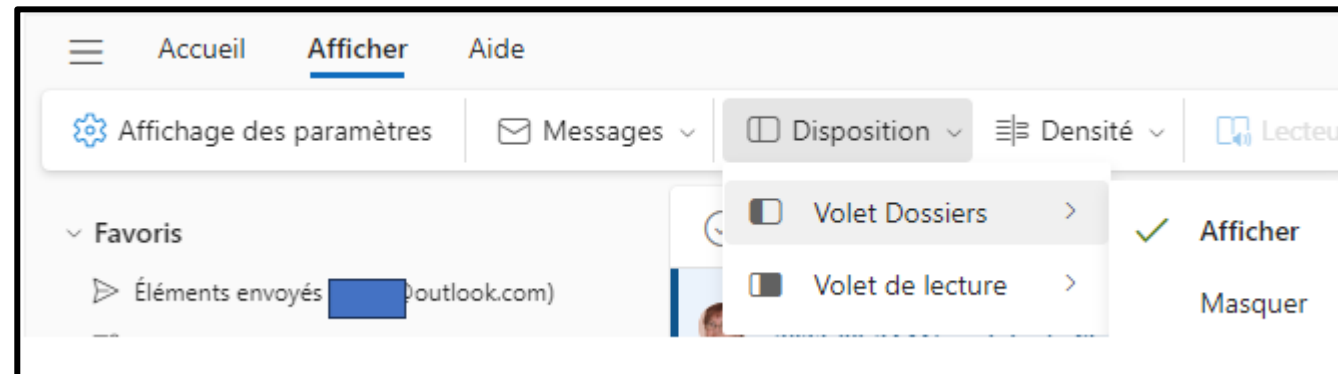 Accueil Afficher Aide
Affichage des paramètres Messages Disposition Densité
Volet Dossiers Afficher
Favoris
Éléments envoyés outlook.com)
Volet de lecture Masquer